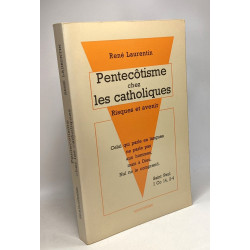 René Laurentin
Pentecôtisme
chez
les catholiques
Risques et avenir
Celui qui parle en langues
ne parle pas
aux hommes,
mais à Dieu.
Nul ne le comprend.
Saint Paul